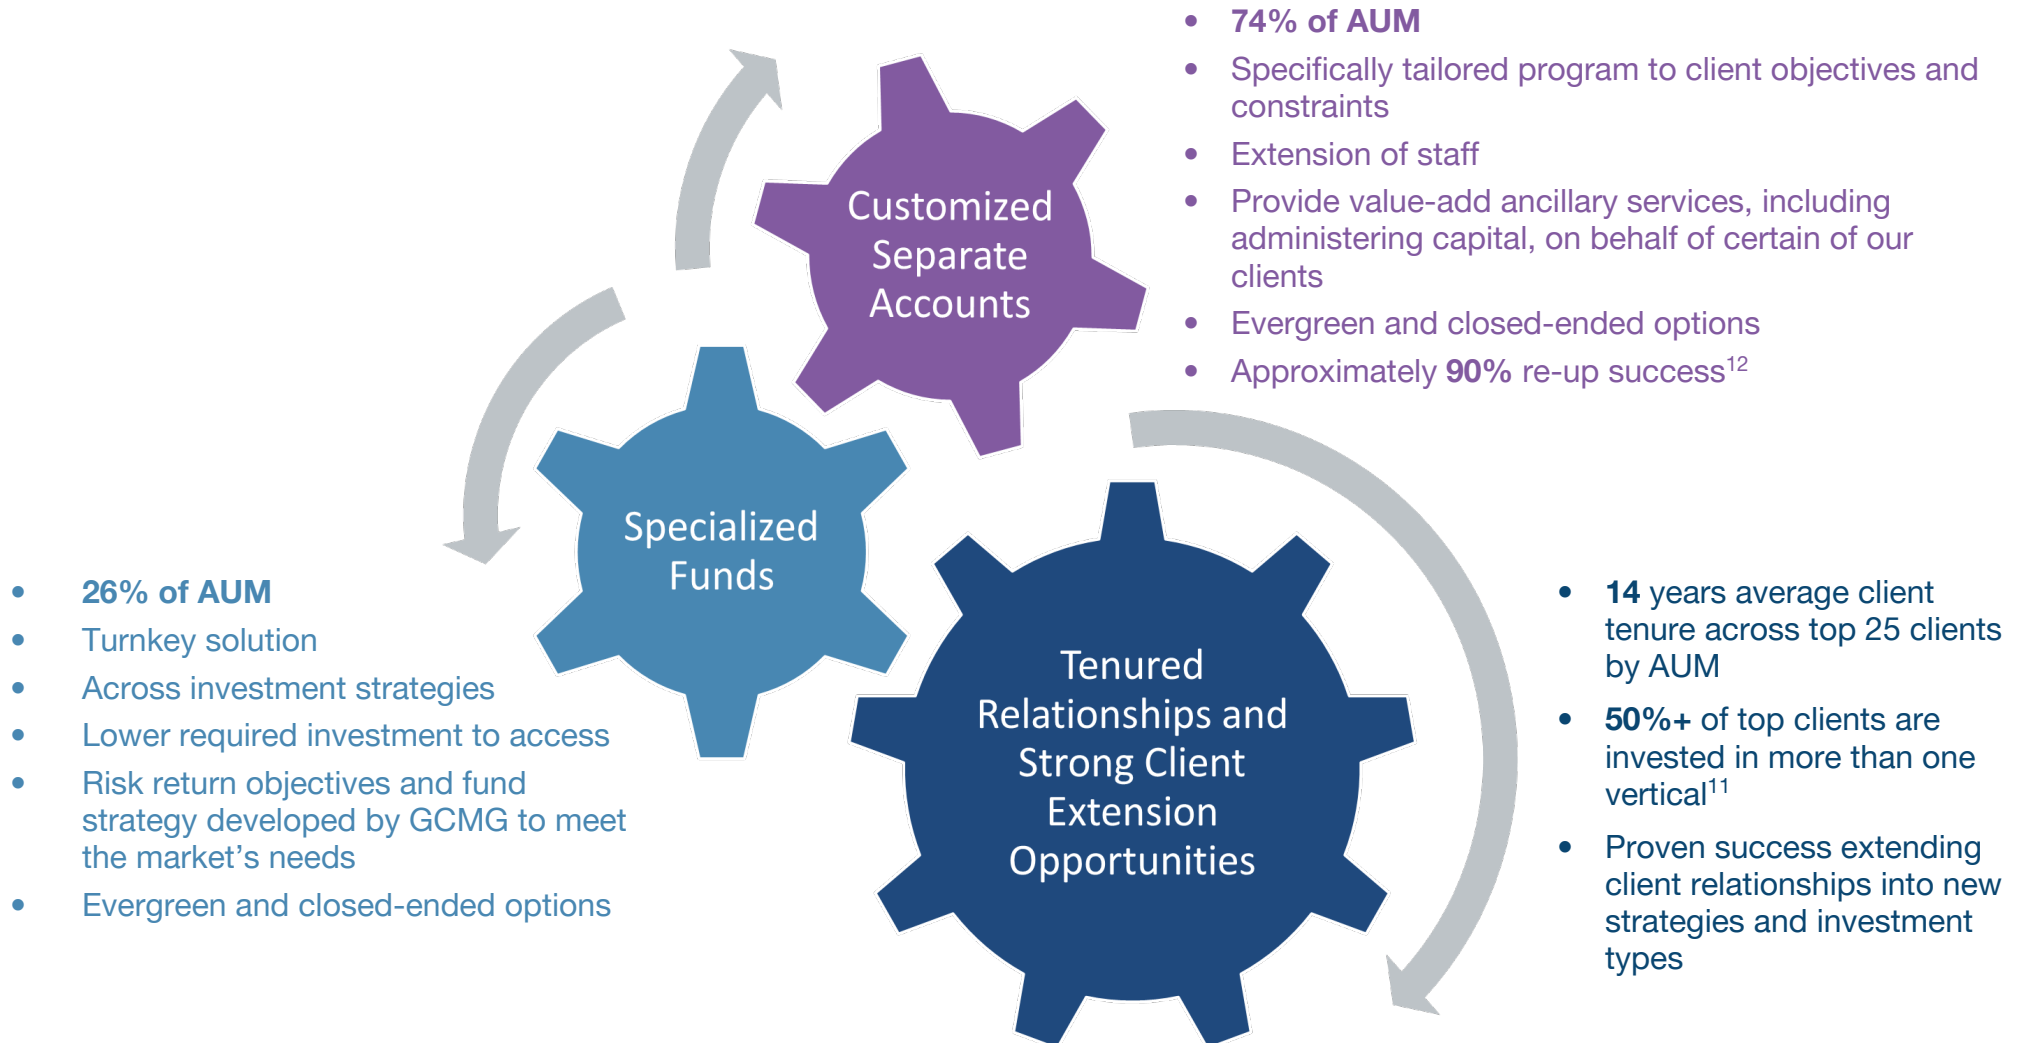 • 74% of AUM
• Specifically tailored program to client objectives and
constraints
• Extension of staff
• Provide value-add ancillary services, including
administering capital, on behalf of certain of our
clients
• Evergreen and closed-ended options
• Approximately 90% re-up success12
Customized
Separate
Accounts
Specialized
Funds
• 26% of AUM
• Turnkey solution
• Across investment strategies
• Lower required investment to access
• Risk return objectives and fund
strategy developed by GCMG to meet
the market’s needs
• Evergreen and closed-ended options
Tenured
Relationships and
Strong Client
Extension
Opportunities
• 14 years average client
tenure across top 25 clients
by AUM
• 50%+ of top clients are
invested in more than one
vertical11
• Proven success extending
client relationships into new
strategies and investment
types